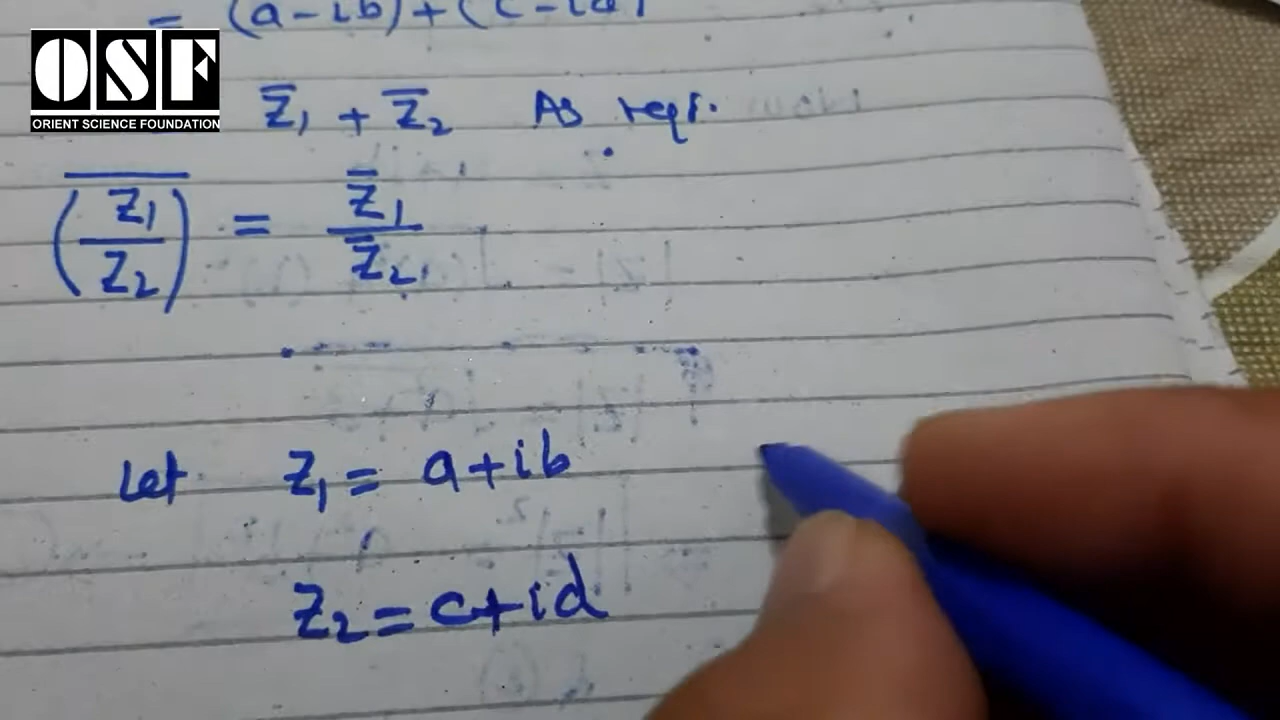 = (a-ib)+(c-id)
OSF
ORIENT SCIENCE FOUNDATION
z̅₁ + z̅₂ As reqr.
\overline{(z₁/z₂)} = z̅₁/z̅₂
Let z₁ = a+ib
z₂ = c+id